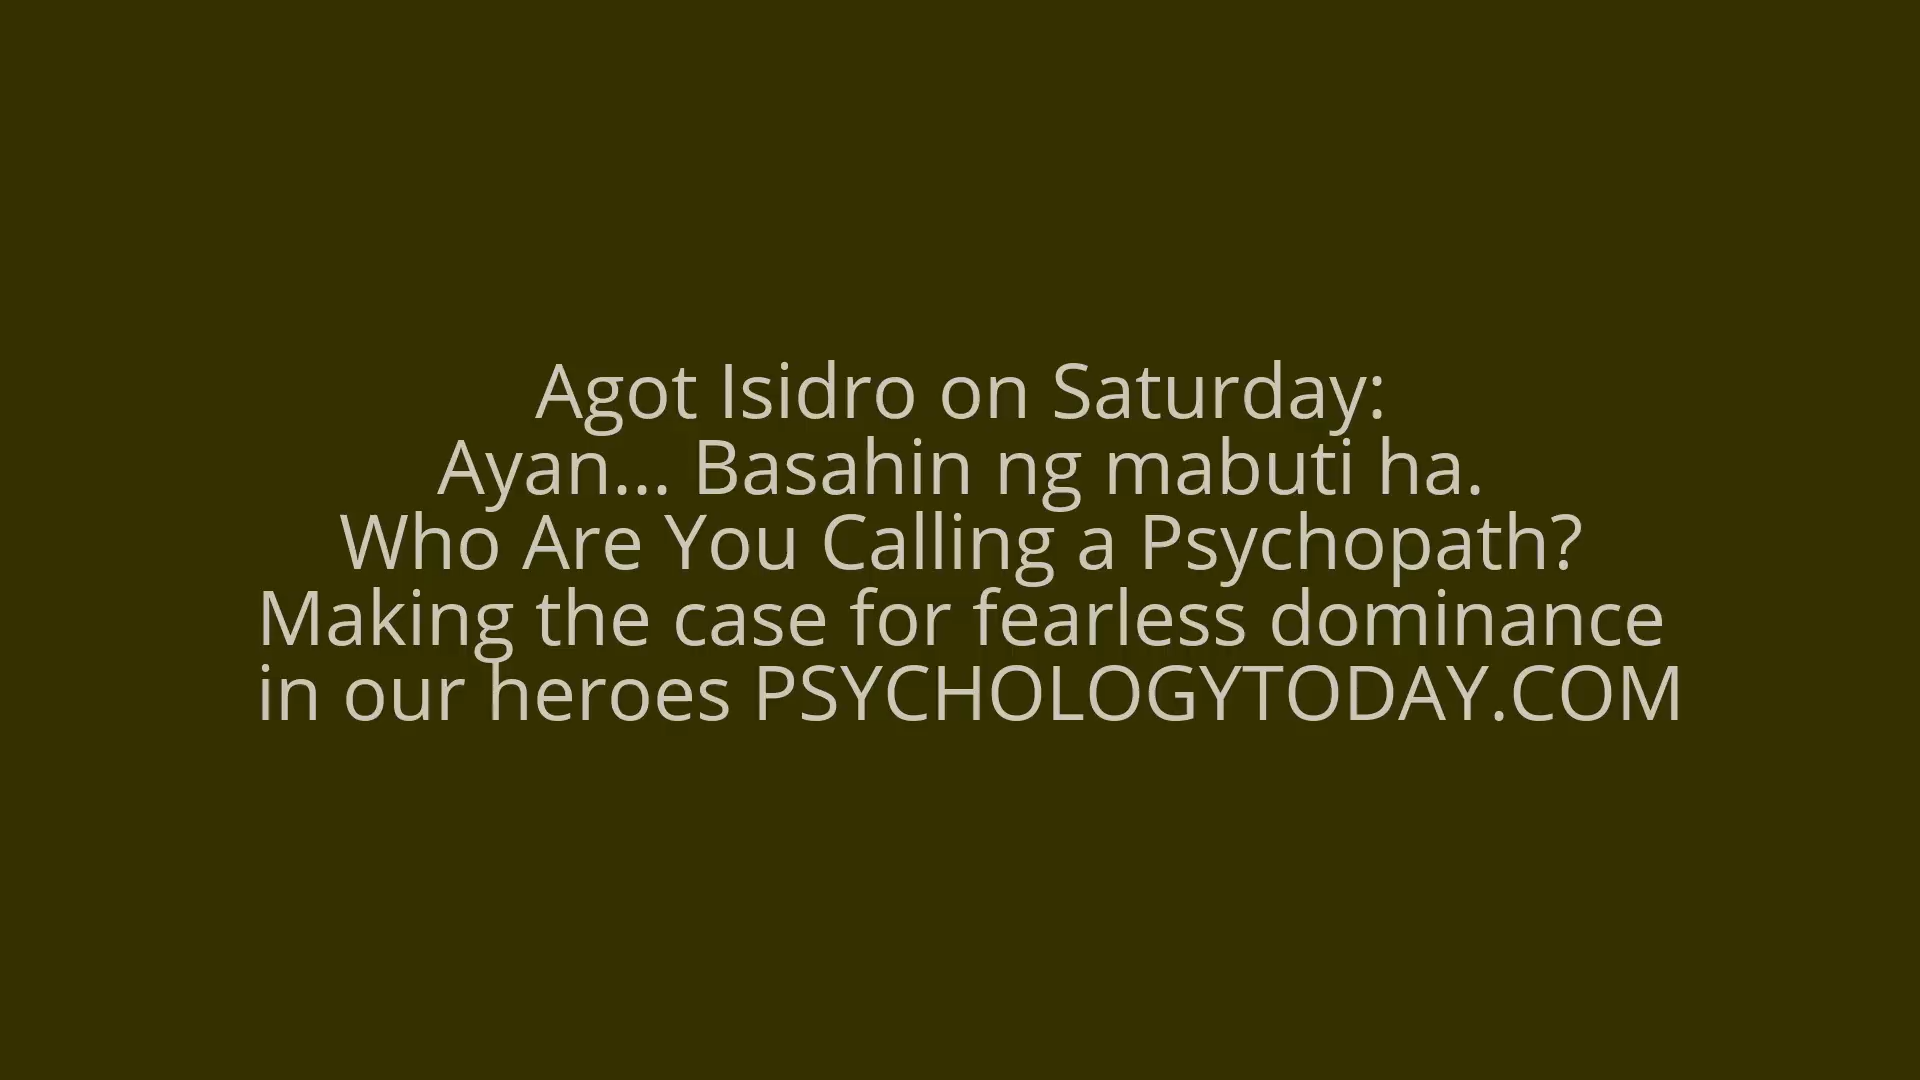 Agot Isidro on Saturday:
Ayan... Basahin ng mabuti ha.
Who Are You Calling a Psychopath?
Making the case for fearless dominance
in our heroes PSYCHOLOGYTODAY.COM